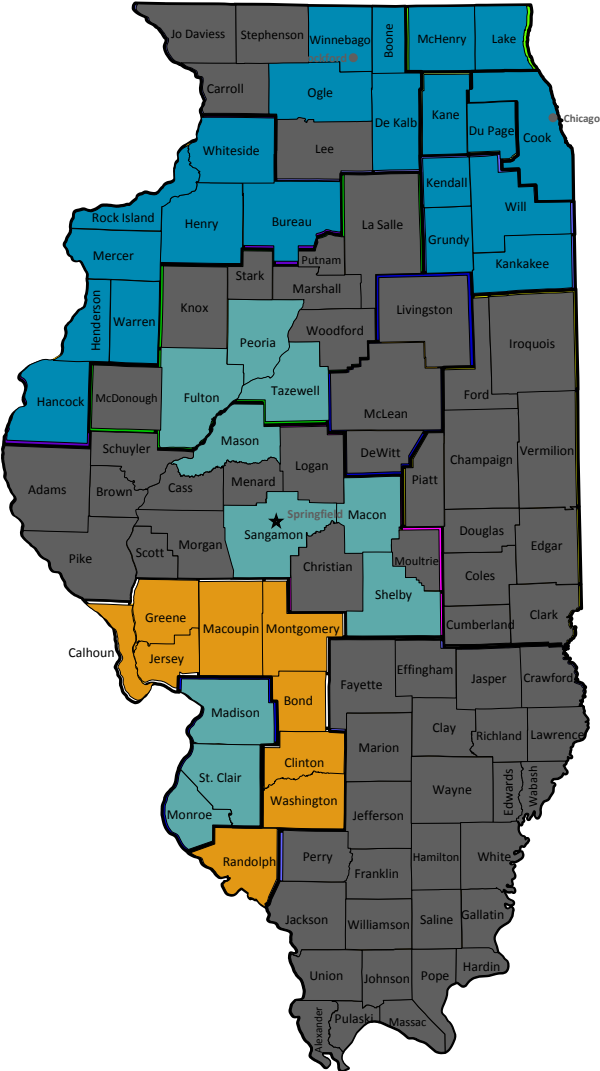 Jo Daviess
Stephenson
Winnebago
Boone
McHenry
Lake
Carroll
Ogle
De Kalb
Kane
Du Page
Cook
Chicago
Whiteside
Lee
Kendall
Will
Rock Island
Henry
Bureau
La Salle
Grundy
Mercer
Putnam
Kankakee
Stark
Marshall
Henderson
Warren
Knox
Livingston
Woodford
Peoria
Iroquois
Hancock
McDonough
Fulton
Tazewell
McLean
Ford
Schuyler
Mason
DeWitt
Vermilion
Logan
Champaign
Adams
Brown
Cass
Menard
Piatt
Springfield
Macon
Sangamon
Douglas
Edgar
Pike
Scott
Morgan
Christian
Moultrie
Coles
Shelby
Greene
Macoupin
Montgomery
Cumberland
Clark
Calhoun
Jersey
Effingham
Fayette
Jasper
Crawford
Bond
Madison
Clay
Richland
Lawrence
Marion
Clinton
St. Clair
Wayne
Edwards
Wabash
Washington
Monroe
Jefferson
Randolph
Perry
Hamilton
White
Franklin
Jackson
Williamson
Saline
Gallatin
Union
Johnson
Pope
Hardin
Alexander
Pulaski
Massac